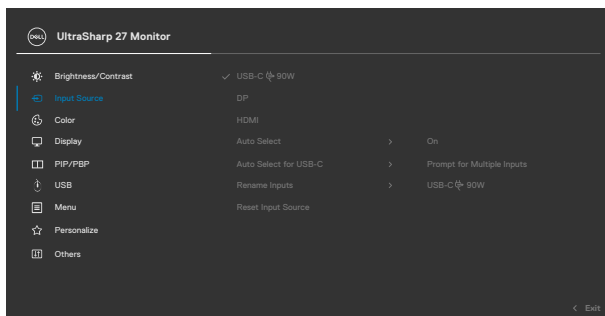 DELL UltraSharp 27 Monitor
Brightness/Contrast
Input Source
Color
Display
PIP/PBP
USB
Menu
Personalize
Others
✓ USB-C 90W
DP
HDMI
Auto Select > On
Auto Select for USB-C > Prompt for Multiple Inputs
Rename Inputs > USB-C 90W
Reset Input Source
< Exit